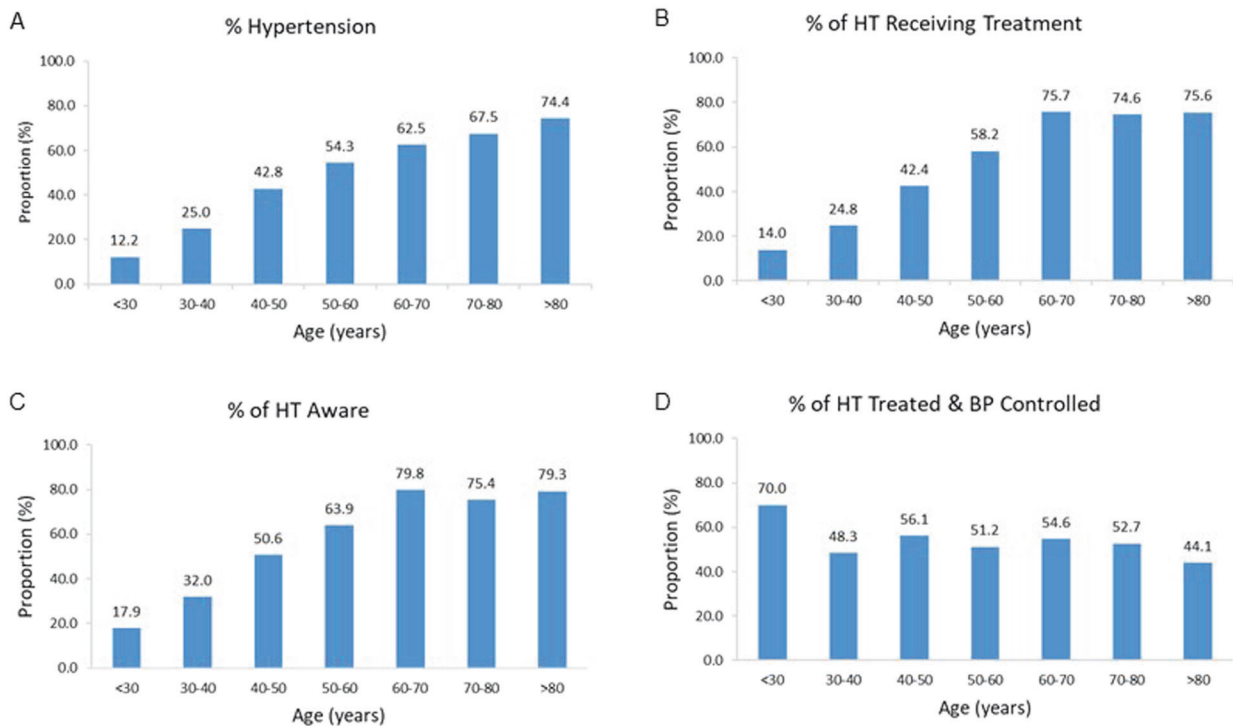 A
% Hypertension
Proportion (%)
100.0
80.0
60.0
40.0
20.0
0.0
12.2
25.0
42.8
54.3
62.5
67.5
74.4
<30 30-40 40-50 50-60 60-70 70-80 >80
Age (years)
B
% of HT Receiving Treatment
Proportion (%)
100.0
80.0
60.0
40.0
20.0
0.0
14.0
24.8
42.4
58.2
75.7
74.6
75.6
<30 30-40 40-50 50-60 60-70 70-80 >80
Age (years)
C
% of HT Aware
Proportion (%)
100.0
80.0
60.0
40.0
20.0
0.0
17.9
32.0
50.6
63.9
79.8
75.4
79.3
<30 30-40 40-50 50-60 60-70 70-80 >80
Age (years)
D
% of HT Treated & BP Controlled
Proportion (%)
100.0
80.0
60.0
40.0
20.0
0.0
70.0
48.3
56.1
51.2
54.6
52.7
44.1
<30 30-40 40-50 50-60 60-70 70-80 >80
Age (years)